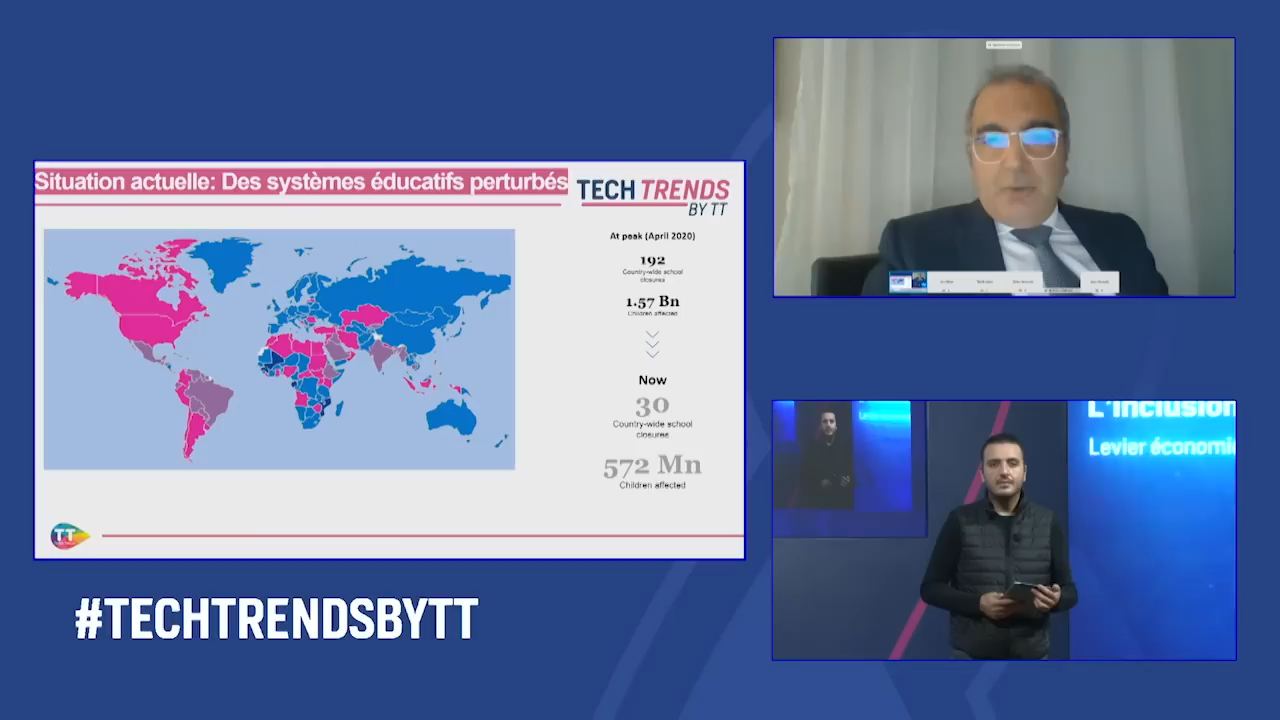 Situation actuelle: Des systèmes éducatifs perturbés
TECH TRENDS
BY TT
At peak (April 2020)
192
Country-wide school
closures
1.57 Bn
Children affected
Now
30
Country-wide school
closures
572 Mn
Children affected
TT
#TECHTRENDSBYTT
L'Inclusion
Levier économi